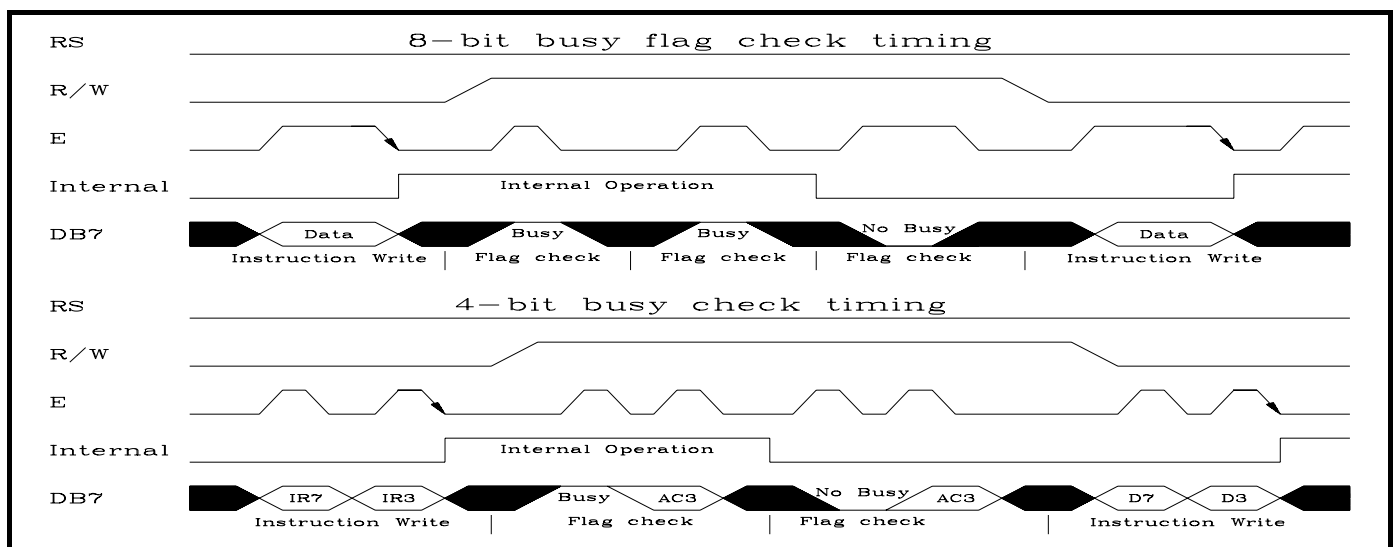 RS 8-bit busy flag check timing
R/W
E
Internal Internal Operation
DB7 Data Busy Busy No Busy Data
Instruction Write Flag check Flag check Flag check Instruction Write
RS 4-bit busy check timing
R/W
E
Internal Internal Operation
DB7 IR7 IR3 Busy AC3 No Busy AC3 D7 D3
Instruction Write Flag check Flag check Instruction Write